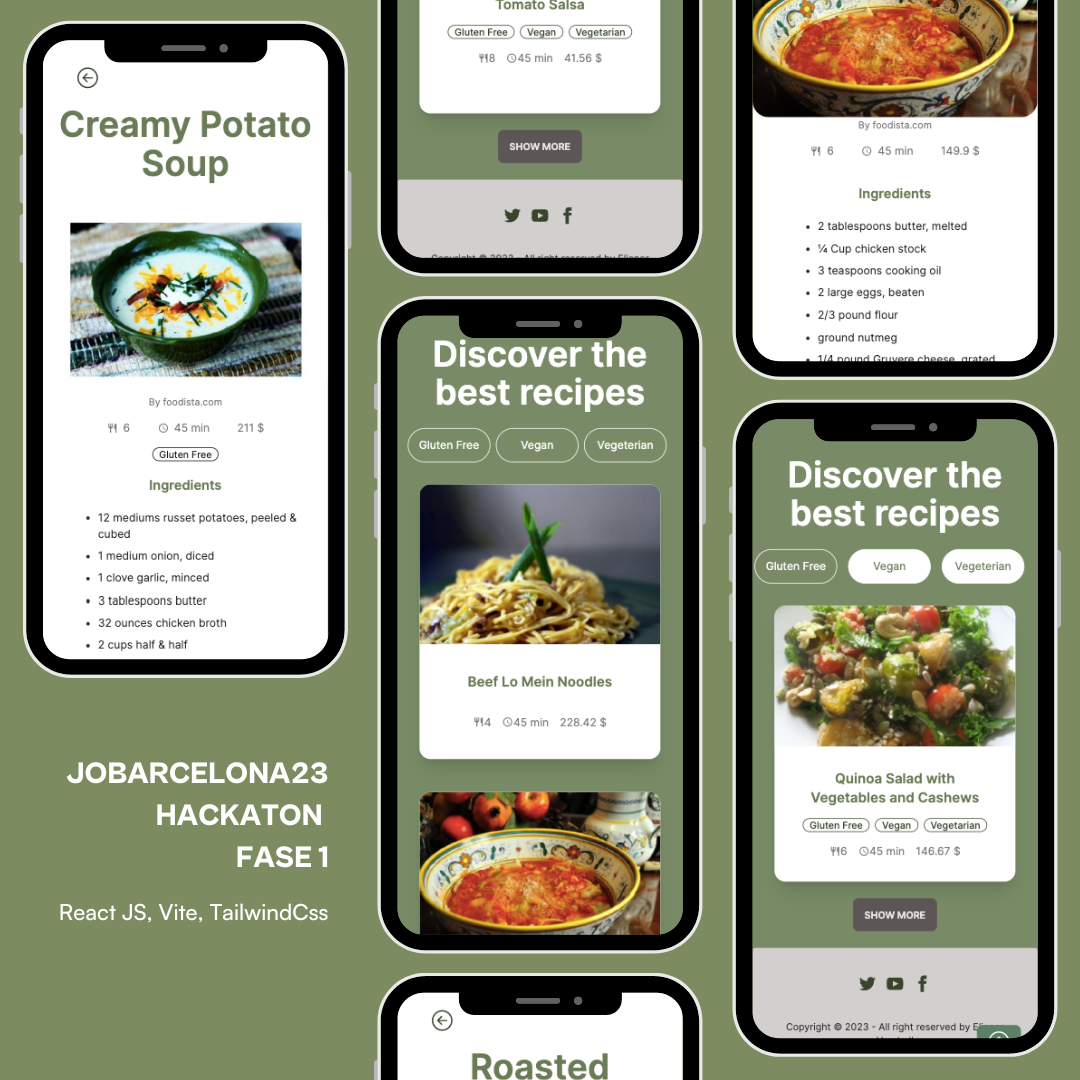 Creamy Potato
Soup
By foodista.com
6 45 min 211 $
Gluten Free
Ingredients
12 mediums russet potatoes, peeled &
cubed
1 medium onion, diced
1 clove garlic, minced
3 tablespoons butter
32 ounces chicken broth
2 cups half & half
JOBARCELONA23
HACKATON
FASE 1
React JS, Vite, TailwindCss
Tomato Salsa
Gluten Free Vegan Vegetarian
8 45 min 41.56 $
SHOW MORE
Copyright © 2023 - All right reserved by
Discover the
best recipes
Gluten Free Vegan Vegeterian
Beef Lo Mein Noodles
4 45 min 228.42 $
Roasted
By foodista.com
6 45 min 149.9 $
Ingredients
2 tablespoons butter, melted
¼ Cup chicken stock
3 teaspoons cooking oil
2 large eggs, beaten
2/3 pound flour
ground nutmeg
1/4 pound Gruyere cheese, grated
Discover the
best recipes
Gluten Free Vegan Vegeterian
Quinoa Salad with
Vegetables and Cashews
Gluten Free Vegan Vegetarian
6 45 min 146.67 $
SHOW MORE
Copyright © 2023 - All right reserved by